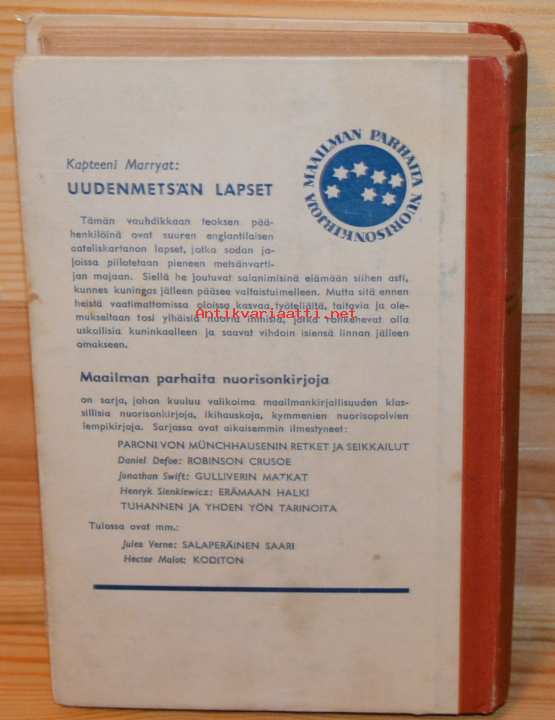 MAAILMAN PARHAITA NUORISONKIRJOJA
Kapteeni Marryat:
UUDENMETSÄN LAPSET
Tämän vauhdikkaan teoksen pää-
henkilöinä ovat suuren englantilaisen
aateliskartanon lapset, jotka sodan ja-
loissa piilotetaan pieneen metsänvarti-
jan majaan. Siellä he joutuvat salanimisinä elämään siihen asti,
kunnes kuningas jälleen pääsee valtaistuimelleen. Mutta sitä ennen
heistä vaatimattomissa oloissa kasvaa työteliäitä, taitavia ja ole-
mukseltaan tosi ylhäisiä nuoria ihmisiä, jotka rohkenevat olla
Antikvariaatti.net
uskollisia kuninkaalleen ja saavat vihdoin isiensä linnan jälleen
omakseen.
Maailman parhaita nuorisonkirjoja
on sarja, johon kuuluu valikoima maailmankirjallisuuden klas-
sillisia nuorisonkirjoja, ikihauskoja, kymmenien nuorisopolvien
lempikirjoja. Sarjassa ovat aikaisemmin ilmestyneet:
PARONI VON MÜNCHHAUSENIN RETKET JA SEIKKAILUT
Daniel Defoe: ROBINSON CRUSOE
Jonathan Swift: GULLIVERIN MATKAT
Henryk Sienkiewicz: ERÄMAAN HALKI
TUHANNEN JA YHDEN YÖN TARINOITA
Tulossa ovat mm.:
Jules Verne: SALAPERÄINEN SAARI
Hector Malot: KODITON